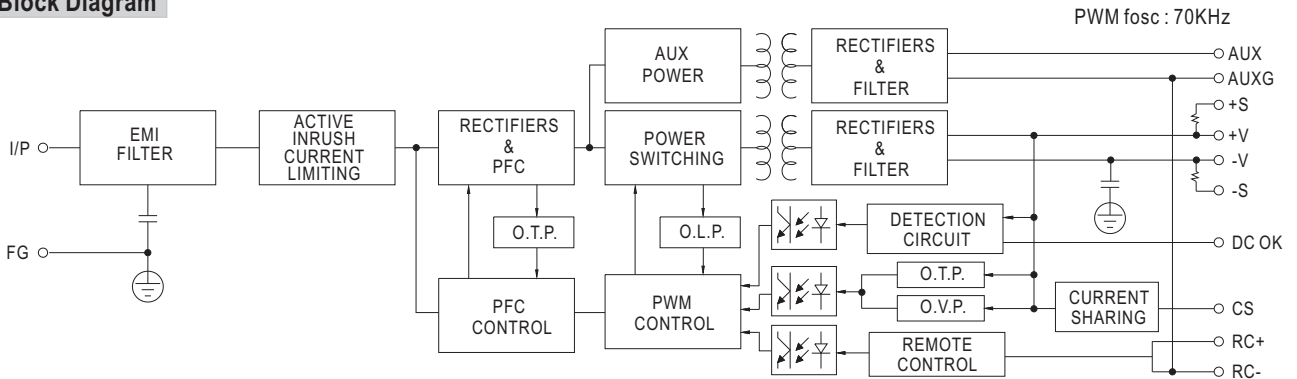 Block Diagram
PWM fosc : 70KHz
I/P
FG
EMI
FILTER
ACTIVE
INRUSH
CURRENT
LIMITING
RECTIFIERS
&
PFC
O.T.P.
PFC
CONTROL
AUX
POWER
POWER
SWITCHING
O.L.P.
PWM
CONTROL
RECTIFIERS
&
FILTER
RECTIFIERS
&
FILTER
DETECTION
CIRCUIT
O.T.P.
O.V.P.
REMOTE
CONTROL
CURRENT
SHARING
AUX
AUXG
+S
+V
-V
-S
DC OK
CS
RC+
RC-